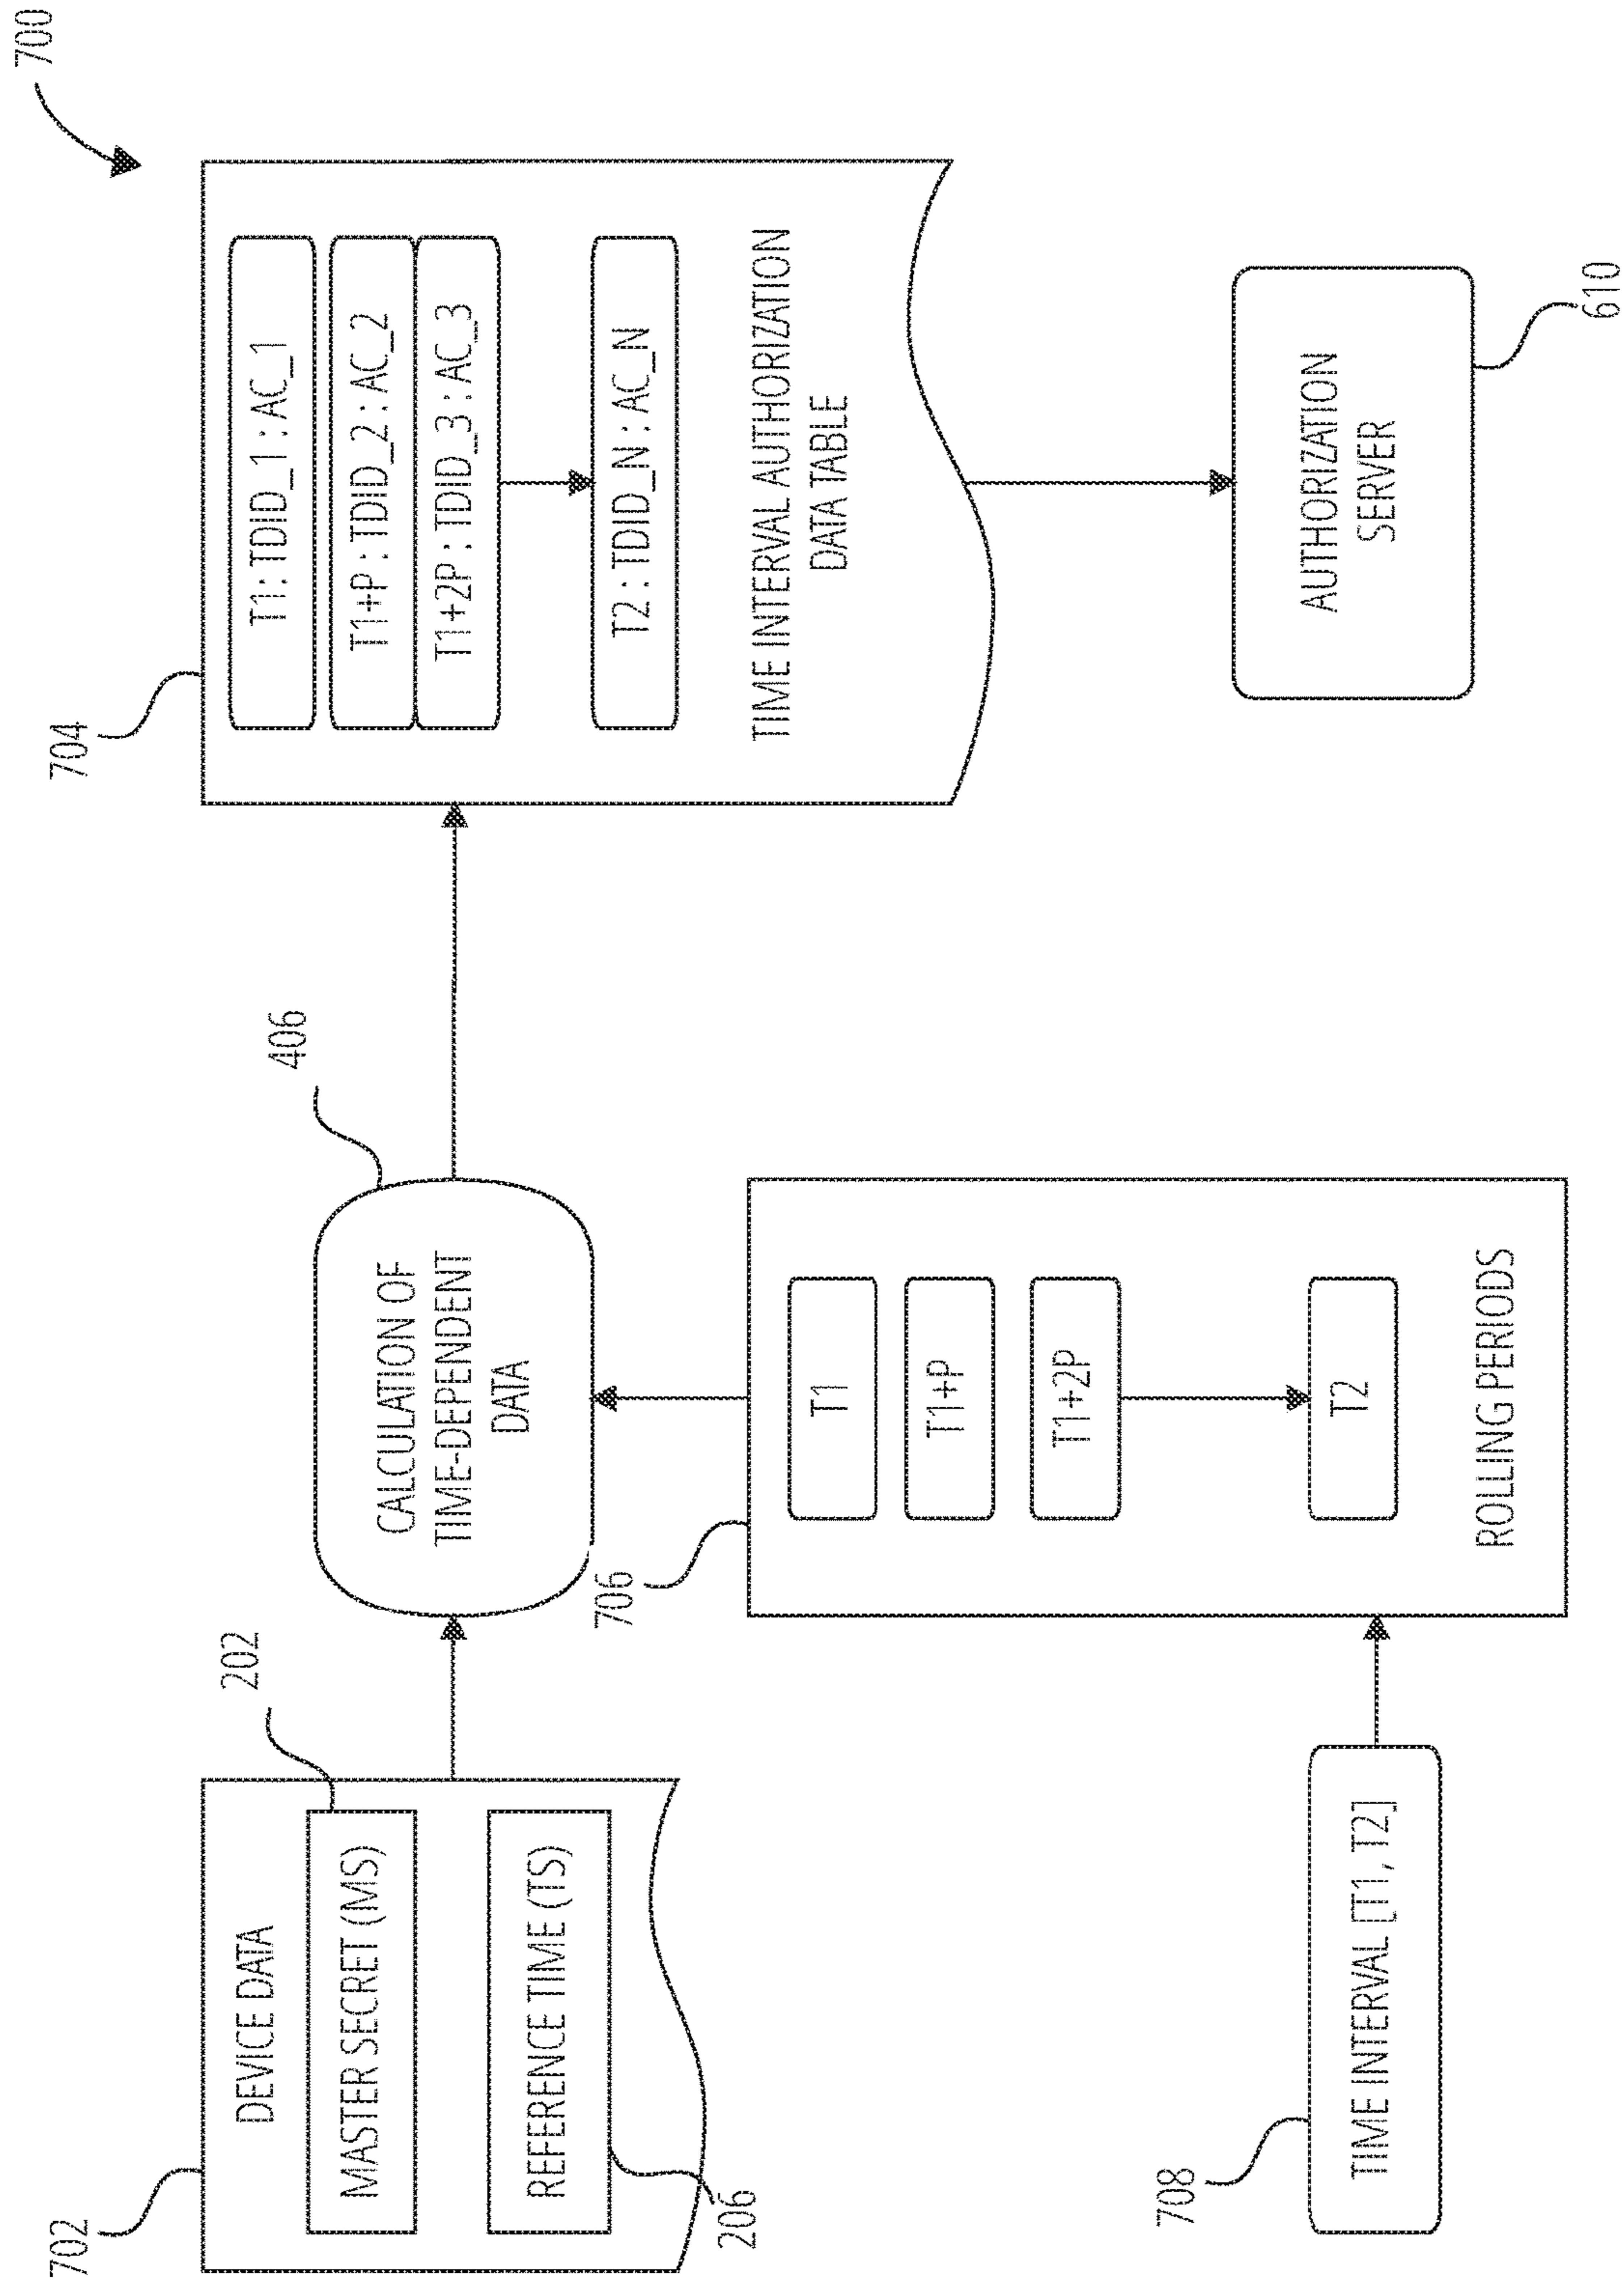 700
702
DEVICE DATA
MASTER SECRET (MS)
202
REFERENCE TIME (TS)
206
406
CALCULATION OF
TIME-DEPENDENT
DATA
704
T1 : TDID_1 : AC_1
T1+P : TDID_2 : AC_2
T1+2P : TDID_3 : AC_3
T2 : TDID_N : AC_N
TIME INTERVAL AUTHORIZATION
DATA TABLE
706
T1
T1+P
T1+2P
T2
ROLLING PERIODS
708
TIME INTERVAL [T1, T2]
AUTHORIZATION
SERVER
610